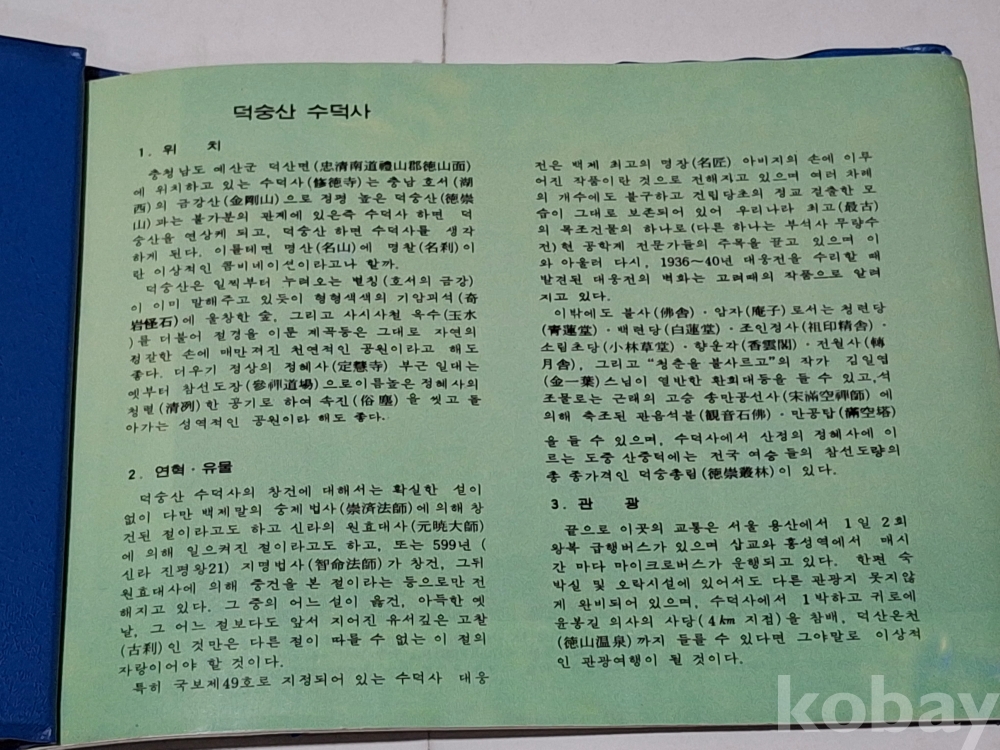 덕숭산 수덕사
1. 위 치
충청남도 예산군 덕산면(忠清南道禮山郡徳山面)
에 위치하고 있는 수덕사(修徳寺)는 충남 호서(湖
西)의 금강산(金剛山)으로 정평 높은 덕숭산(徳崇
山)과는 불가분의 관계에 있은즉 수덕사 하면 덕
숭산을 연상케 되고, 덕숭산 하면 수덕사를 생각
하게 된다. 이를테면 명산(名山)에 명찰(名刹)이
란 이상적인 콤비네이션이라고나 할까.
덕숭산은 일찍부터 누려오는 별칭(호서의 금강)
이 이미 말해주고 있듯이 형형색색의 기암괴석(奇
岩怪石)에 울창한 숲, 그리고 사시사철 옥수(玉水
)를 더불어 절경을 이룬 계곡등은 그대로 자연의
정갈한 손에 매만져진 천연적인 공원이라고 해도
좋다. 더우기 정상의 정혜사(定慧寺) 부근 일대는
옛부터 참선도장(參禪道場)으로이름높은정혜사의
청렬(清冽)한 공기로 하여 속진(俗塵)을 씻고 돌
아가는 성역적인 공원이라 해도 좋다.
2. 연혁·유물
덕숭산 수덕사의 창건에 대해서는 확실한 설이
없이 다만 백제말의 숭제법사(崇済法師)에의해 창
건된 절이라고도 하고 신라의 원효대사(元暁大師)
에 의해 일으켜진 절이라고도 하고, 또는 599년 (
신라 진평왕21) 지명법사(智命法師)가 창건, 그뒤
원효대사에 의해 중건을 본 절이라는 등으로만 전
해지고 있다. 그 중의 어느 설이 옳건, 아득한 옛
날, 그 어느 절보다도 앞서 지어진 유서깊은 고찰
(古刹)인 것만은 다른 절이 따를 수 없는 이 절의
자랑이어야 할 것이다.
특히 국보제49호로 지정되어 있는 수덕사 대웅
전은 백제 최고의 명장(名匠) 아비지의 손에 이루
어진 작품이란 것으로 전해지고 있으며 여러 차례
의 개수에도 불구하고 건립당초의 정교 걸출한 모
습이 그대로 보존되어 있어 우리나라 최고(最古)
의 목조건물의 하나로(다른 하나는 부석사 무량수
전) 현 공학계 전문가들의 주목을 끌고 있으며 이
와 아울러 다시, 1936~40년 대웅전을 수리할 때
발견된 대웅전의 벽화는 고려때의 작품으로 알려
지고 있다.
이밖에도 불사(佛舎)·암자(庵子)로서는 청련당
(青蓮堂)·백련당(白蓮堂)·조인정사(祖印精舎)·
소림초당(小林草堂)·향운각(香雲閣)·전월사(轉
月舎), 그리고 “청춘을 불사르고”의 작가 김일엽
(金一葉)스님이 열반한 환희대등을 들 수 있고,석
조물로는 근래의 고승 송만공선사(宋滿空禪師)에
의해 축조된 관음석불(観音石佛)·만공탑(滿空塔)
을 들 수 있으며, 수덕사에서 산정의 정혜사에 이
르는 도중 산중덕에는 전국 여승 들의 참선도량의
총 종가격인 덕숭총림(徳崇叢林)이 있다.
3. 관 광
끝으로 이곳의 교통은 서울 용산에서 1일 2회
왕복 급행버스가 있으며 삽교와 홍성역에서 매시
간 마다 마이크로버스가 운행되고 있다. 한편 숙
박실 및 오락시설에 있어서도 다른 관광지 못지않
게 완비되어 있으며, 수덕사에서 1박하고 귀로에
윤봉길 의사의 사당(4km 지점)을 참배, 덕산온천
(徳山温泉)까지 들를 수 있다면 그야말로 이상적
인 관광여행이 될 것이다.
kobay